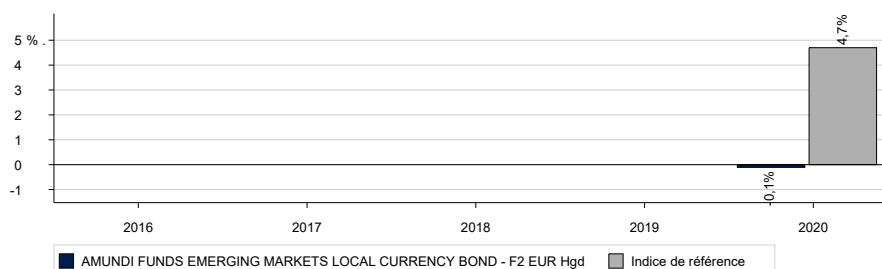 5 % .
4
3
2
1
0
-1
4,7%
-0,1%
2016 2017 2018 2019 2020
AMUNDI FUNDS EMERGING MARKETS LOCAL CURRENCY BOND - F2 EUR Hgd Indice de référence